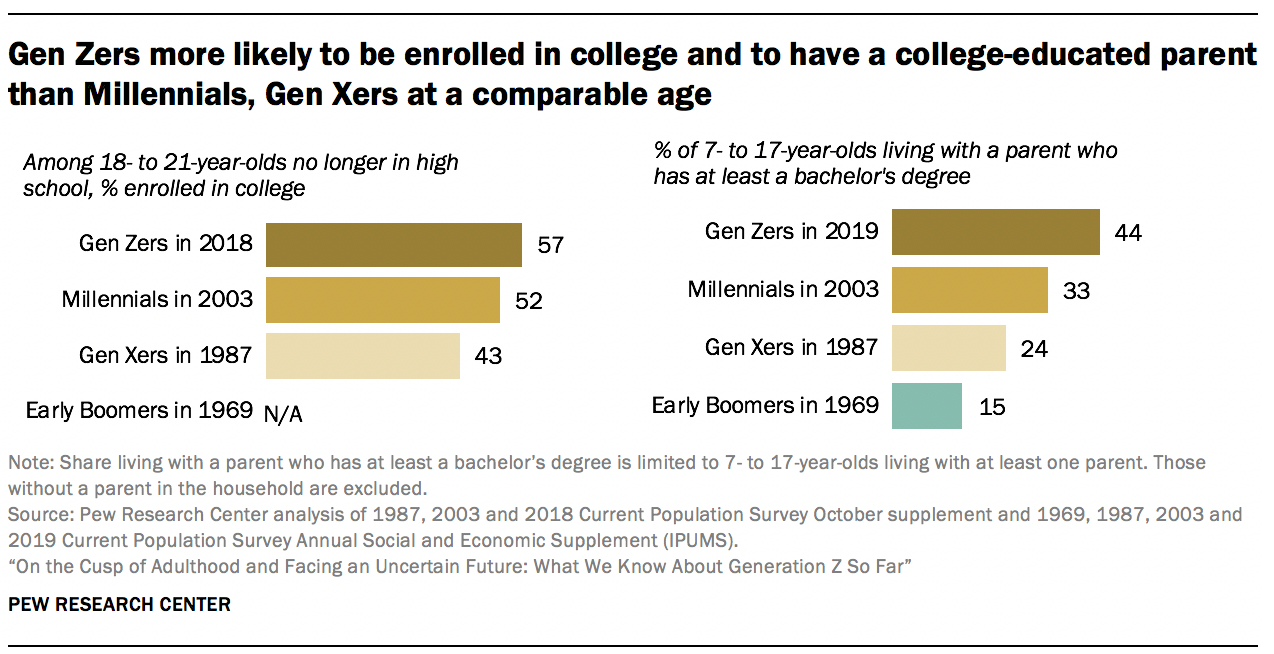 Gen Zers more likely to be enrolled in college and to have a college-educated parent
than Millennials, Gen Xers at a comparable age
Among 18- to 21-year-olds no longer in high
school, % enrolled in college
Gen Zers in 2018 57
Millennials in 2003 52
Gen Xers in 1987 43
Early Boomers in 1969 N/A
% of 7- to 17-year-olds living with a parent who
has at least a bachelor's degree
Gen Zers in 2019 44
Millennials in 2003 33
Gen Xers in 1987 24
Early Boomers in 1969 15
Note: Share living with a parent who has at least a bachelor’s degree is limited to 7- to 17-year-olds living with at least one parent. Those
without a parent in the household are excluded.
Source: Pew Research Center analysis of 1987, 2003 and 2018 Current Population Survey October supplement and 1969, 1987, 2003 and
2019 Current Population Survey Annual Social and Economic Supplement (IPUMS).
“On the Cusp of Adulthood and Facing an Uncertain Future: What We Know About Generation Z So Far”
PEW RESEARCH CENTER